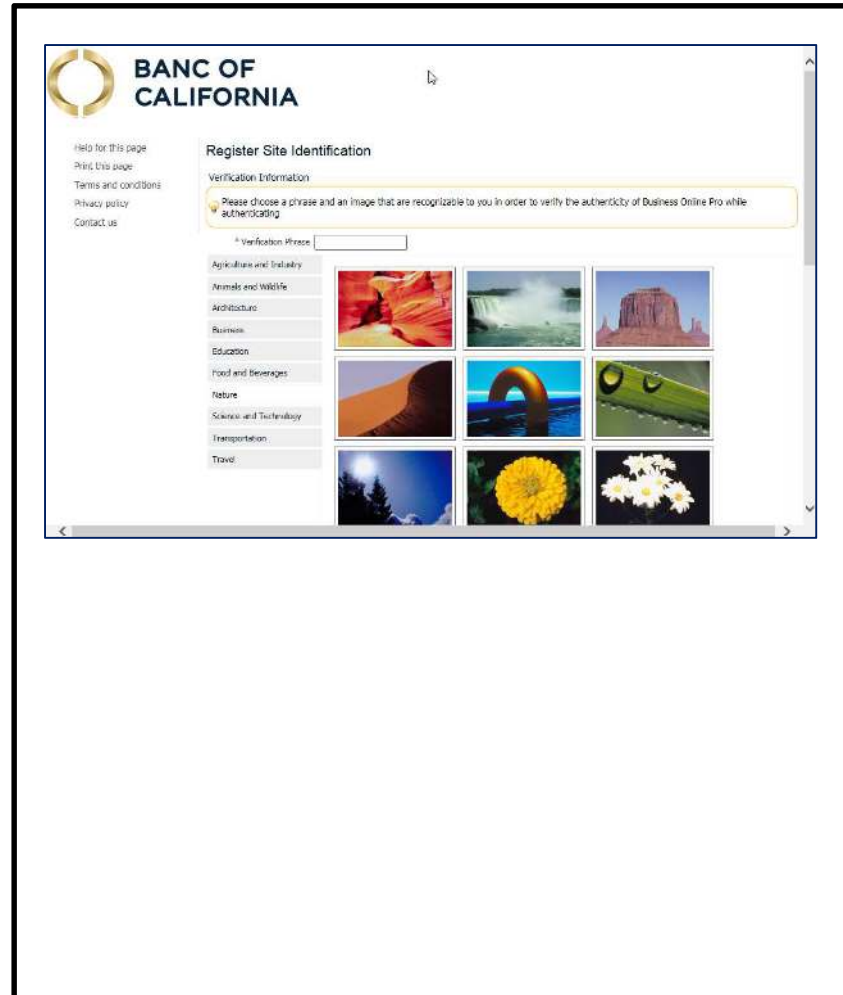 BANC OF
CALIFORNIA
Help for this page
Print this page
Terms and conditions
Privacy policy
Contact us
Register Site Identification
Verification Information
Please choose a phrase and an image that are recognizable to you in order to verify the authenticity of Business Online Pro while
authenticating
* Verification Phrase
Agriculture and Industry
Animals and Wildlife
Architecture
Business
Education
Food and Beverages
Nature
Science and Technology
Transportation
Travel